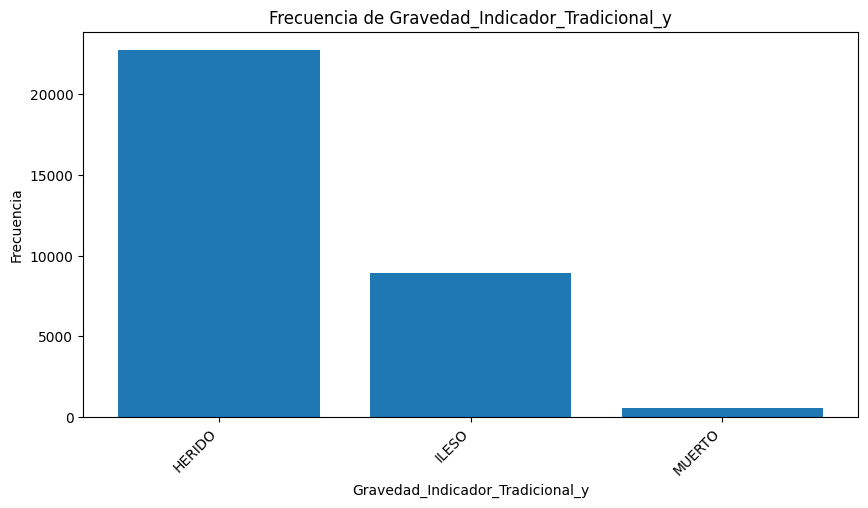 Frecuencia de Gravedad_Indicador_Tradicional_y
Frecuencia
20000
15000
10000
5000
0
HERIDO
ILESO
MUERTO
Gravedad_Indicador_Tradicional_y